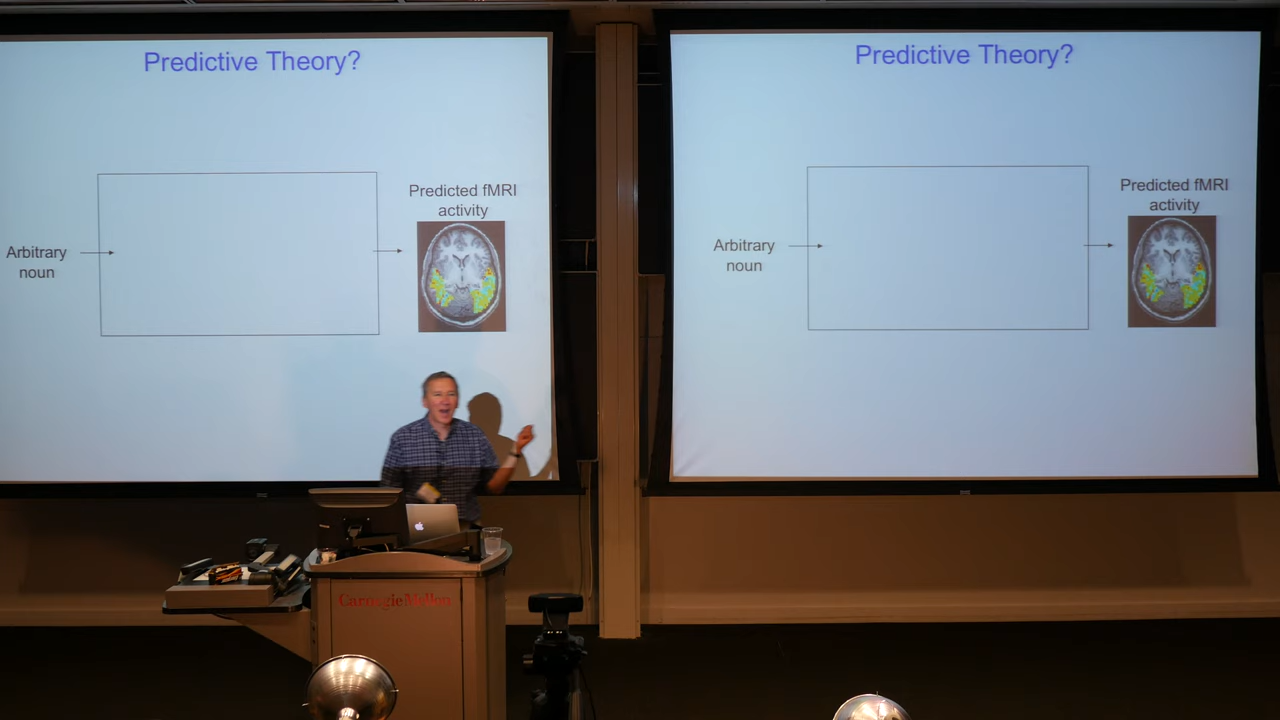 Predictive Theory?
Predicted fMRI
activity
Arbitrary
noun
Predictive Theory?
Predicted fMRI
activity
Arbitrary
noun
Carnegie Mellon